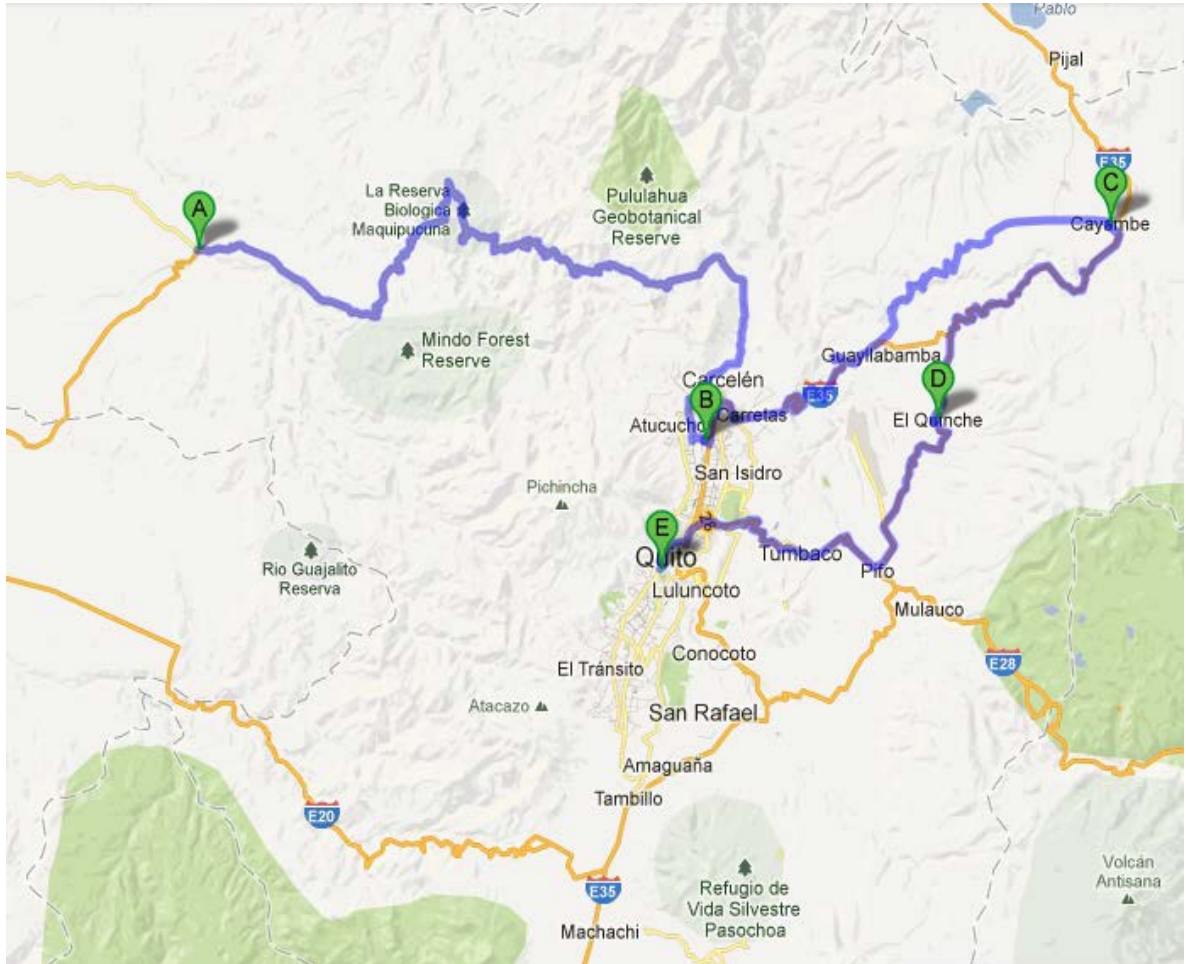 Pablo
Pijal
E35
C
Cayambe
A
La Reserva
Biologica
Maquipucuna
Pululahua
Geobotanical
Reserve
Mindo Forest
Reserve
Guayllabamba
Carcelén
E35
D
B
Carretas
Atucucho
El Quinche
San Isidro
Pichincha
28
E
Quito
Tumbaco
Pifo
Rio Guajalito
Reserva
Luluncoto
Mulauco
Conocoto
E28
El Tránsito
Atacazo
San Rafael
Amaguaña
Tambillo
E20
E35
Refugio de
Vida Silvestre
Pasochoa
Volcán
Antisana
Machachi